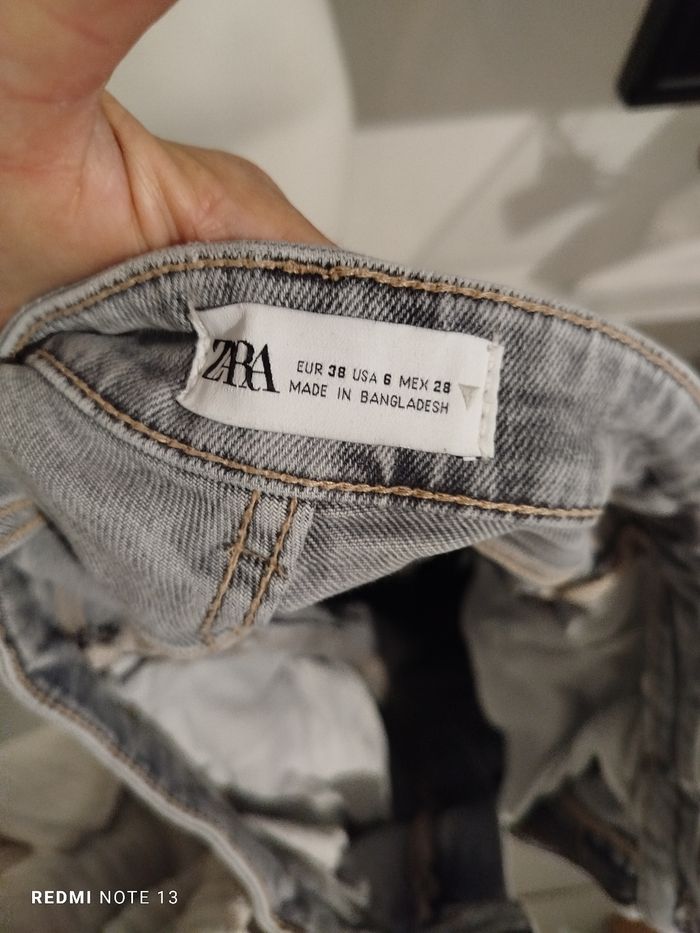 ZARA
EUR 38 USA 6 MEX 28
MADE IN BANGLADESH
REDMI NOTE 13